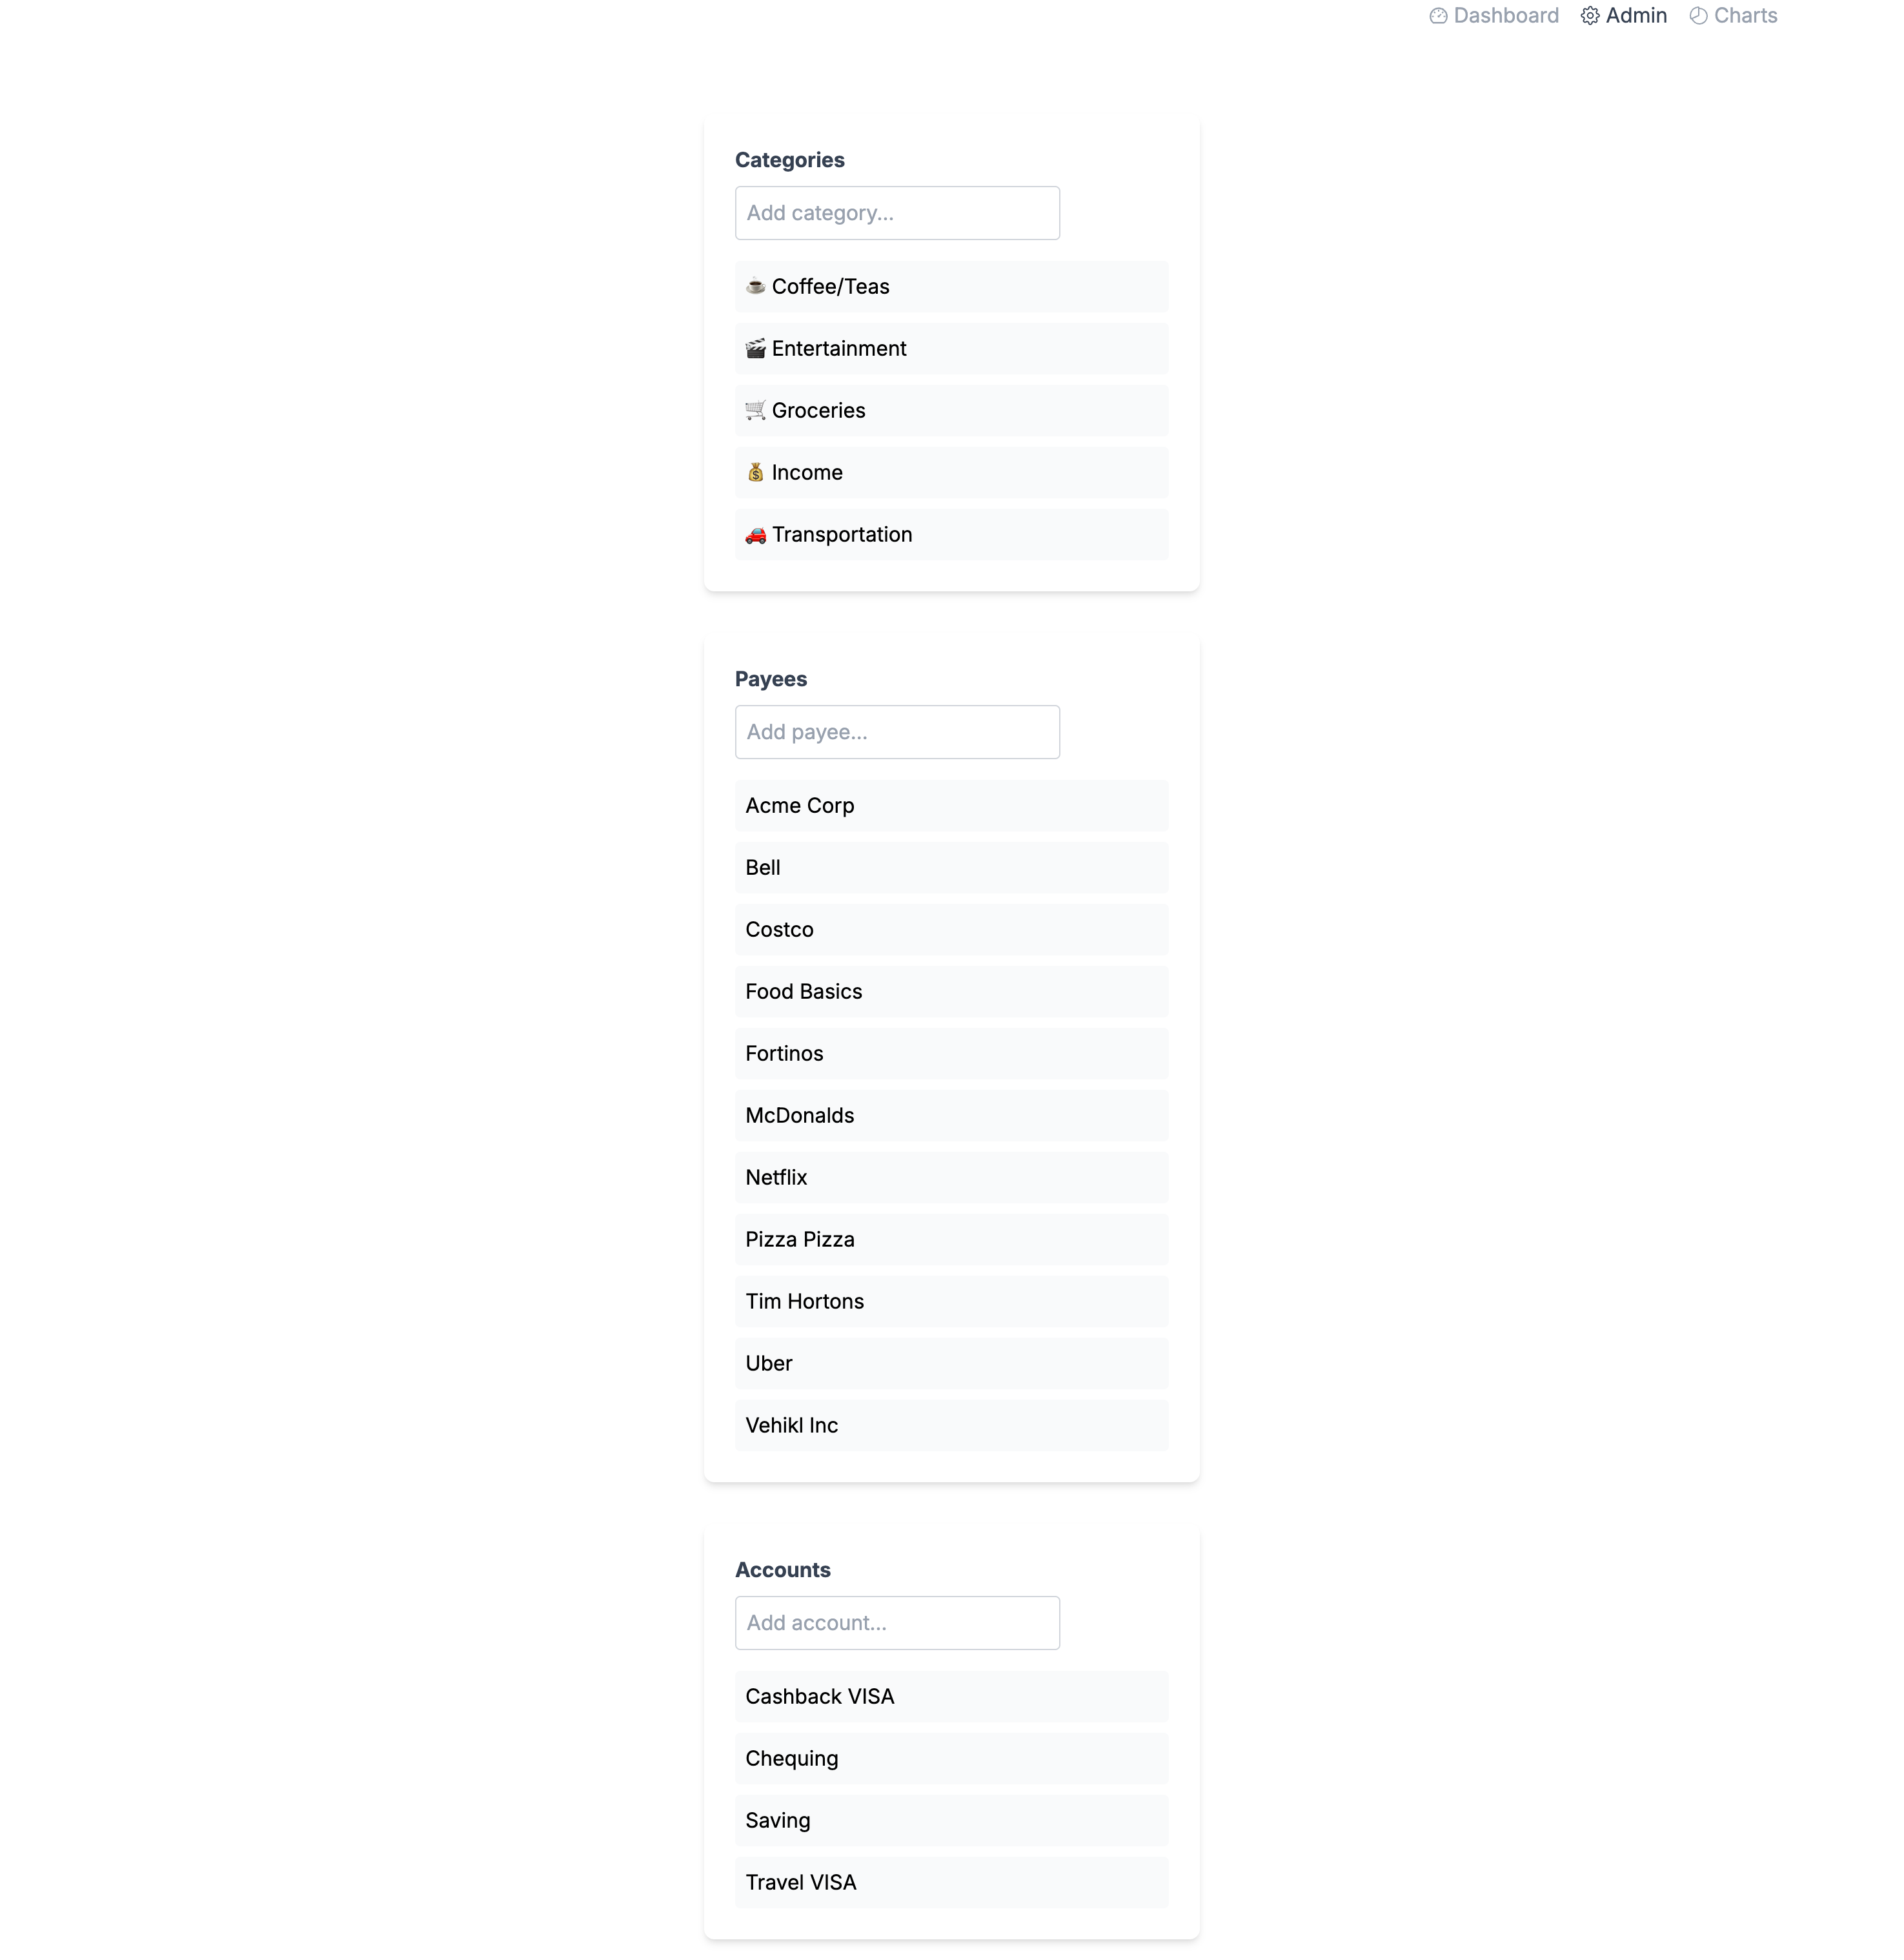 Dashboard Admin Charts
Categories
Add category...
Coffee/Teas
Entertainment
Groceries
Income
Transportation
Payees
Add payee...
Acme Corp
Bell
Costco
Food Basics
Fortinos
McDonalds
Netflix
Pizza Pizza
Tim Hortons
Uber
Vehikl Inc
Accounts
Add account...
Cashback VISA
Chequing
Saving
Travel VISA